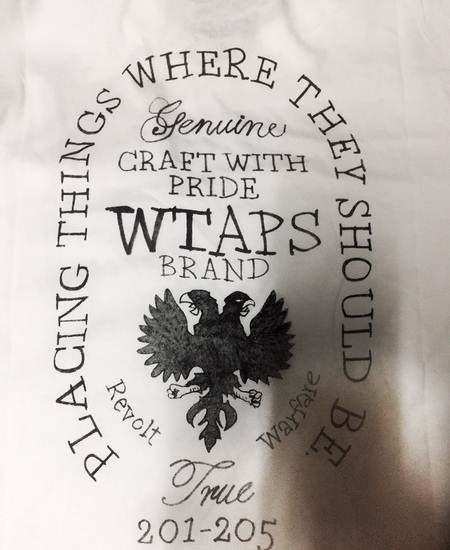 PLACING THINGS WHERE THEY SHOULD BE.
Genuine
CRAFT WITH
PRIDE
WTAPS
BRAND
Revolt
Warfare
True
201-205